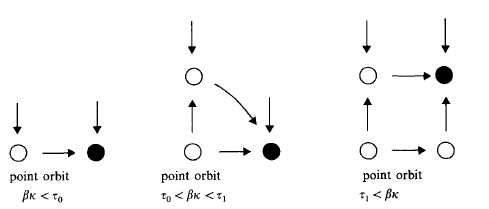 point orbit
βκ < τ₀
point orbit
τ₀ < βκ < τ₁
point orbit
τ₁ < βκ